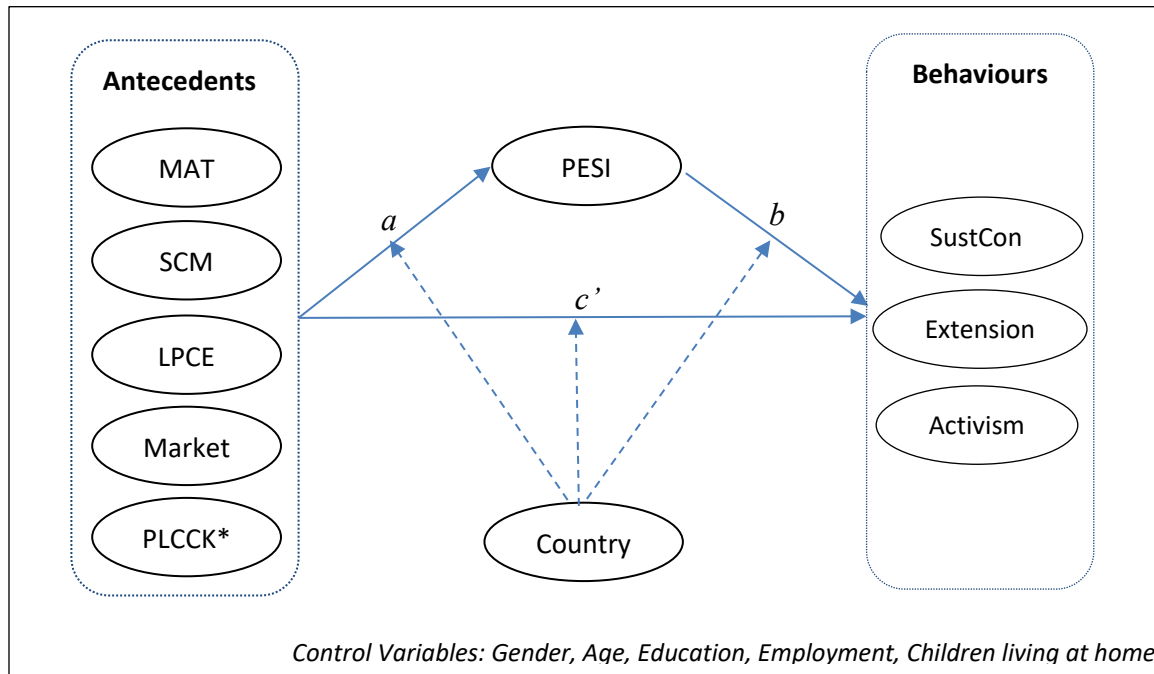 Antecedents
MAT
SCM
LPCE
Market
PLCCK*
a
PESI
b
c’
Country
Behaviours
SustCon
Extension
Activism
Control Variables: Gender, Age, Education, Employment, Children living at home